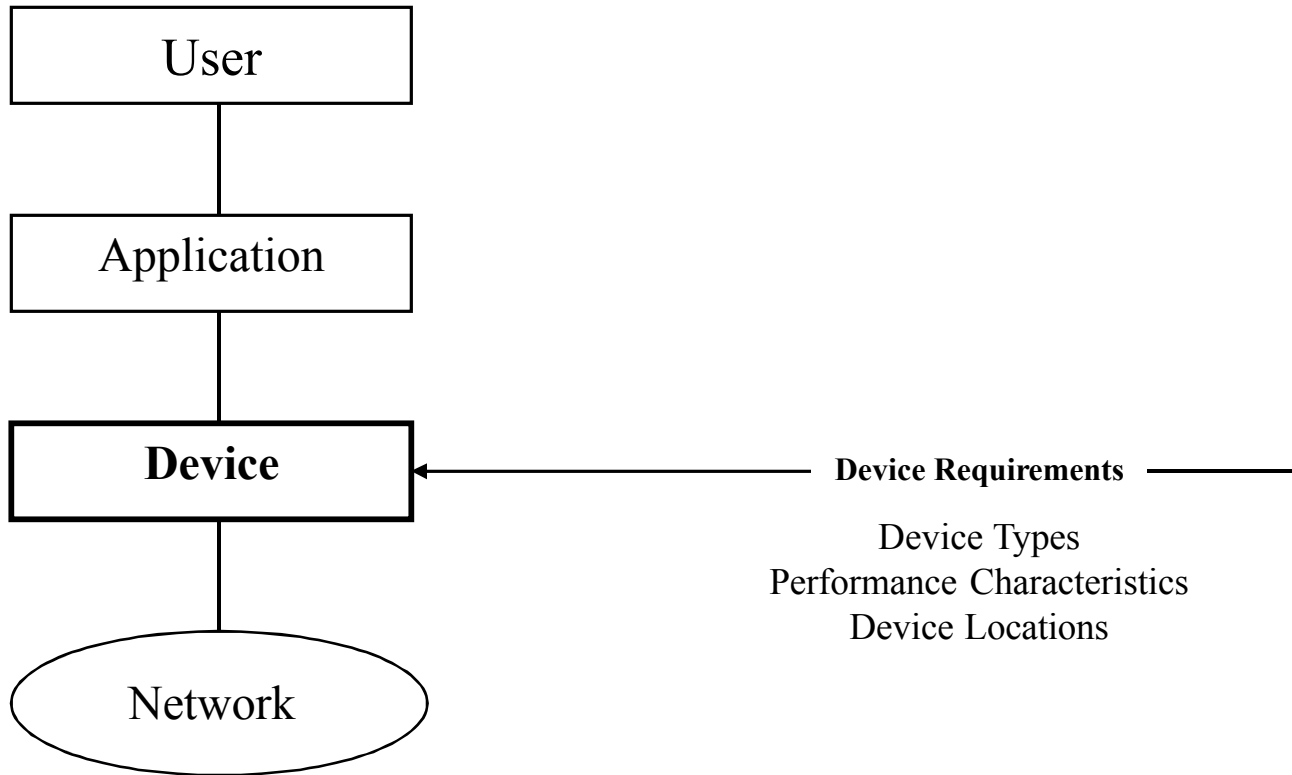 User
Application
Device
Device Requirements
Device Types
Performance Characteristics
Device Locations
Network